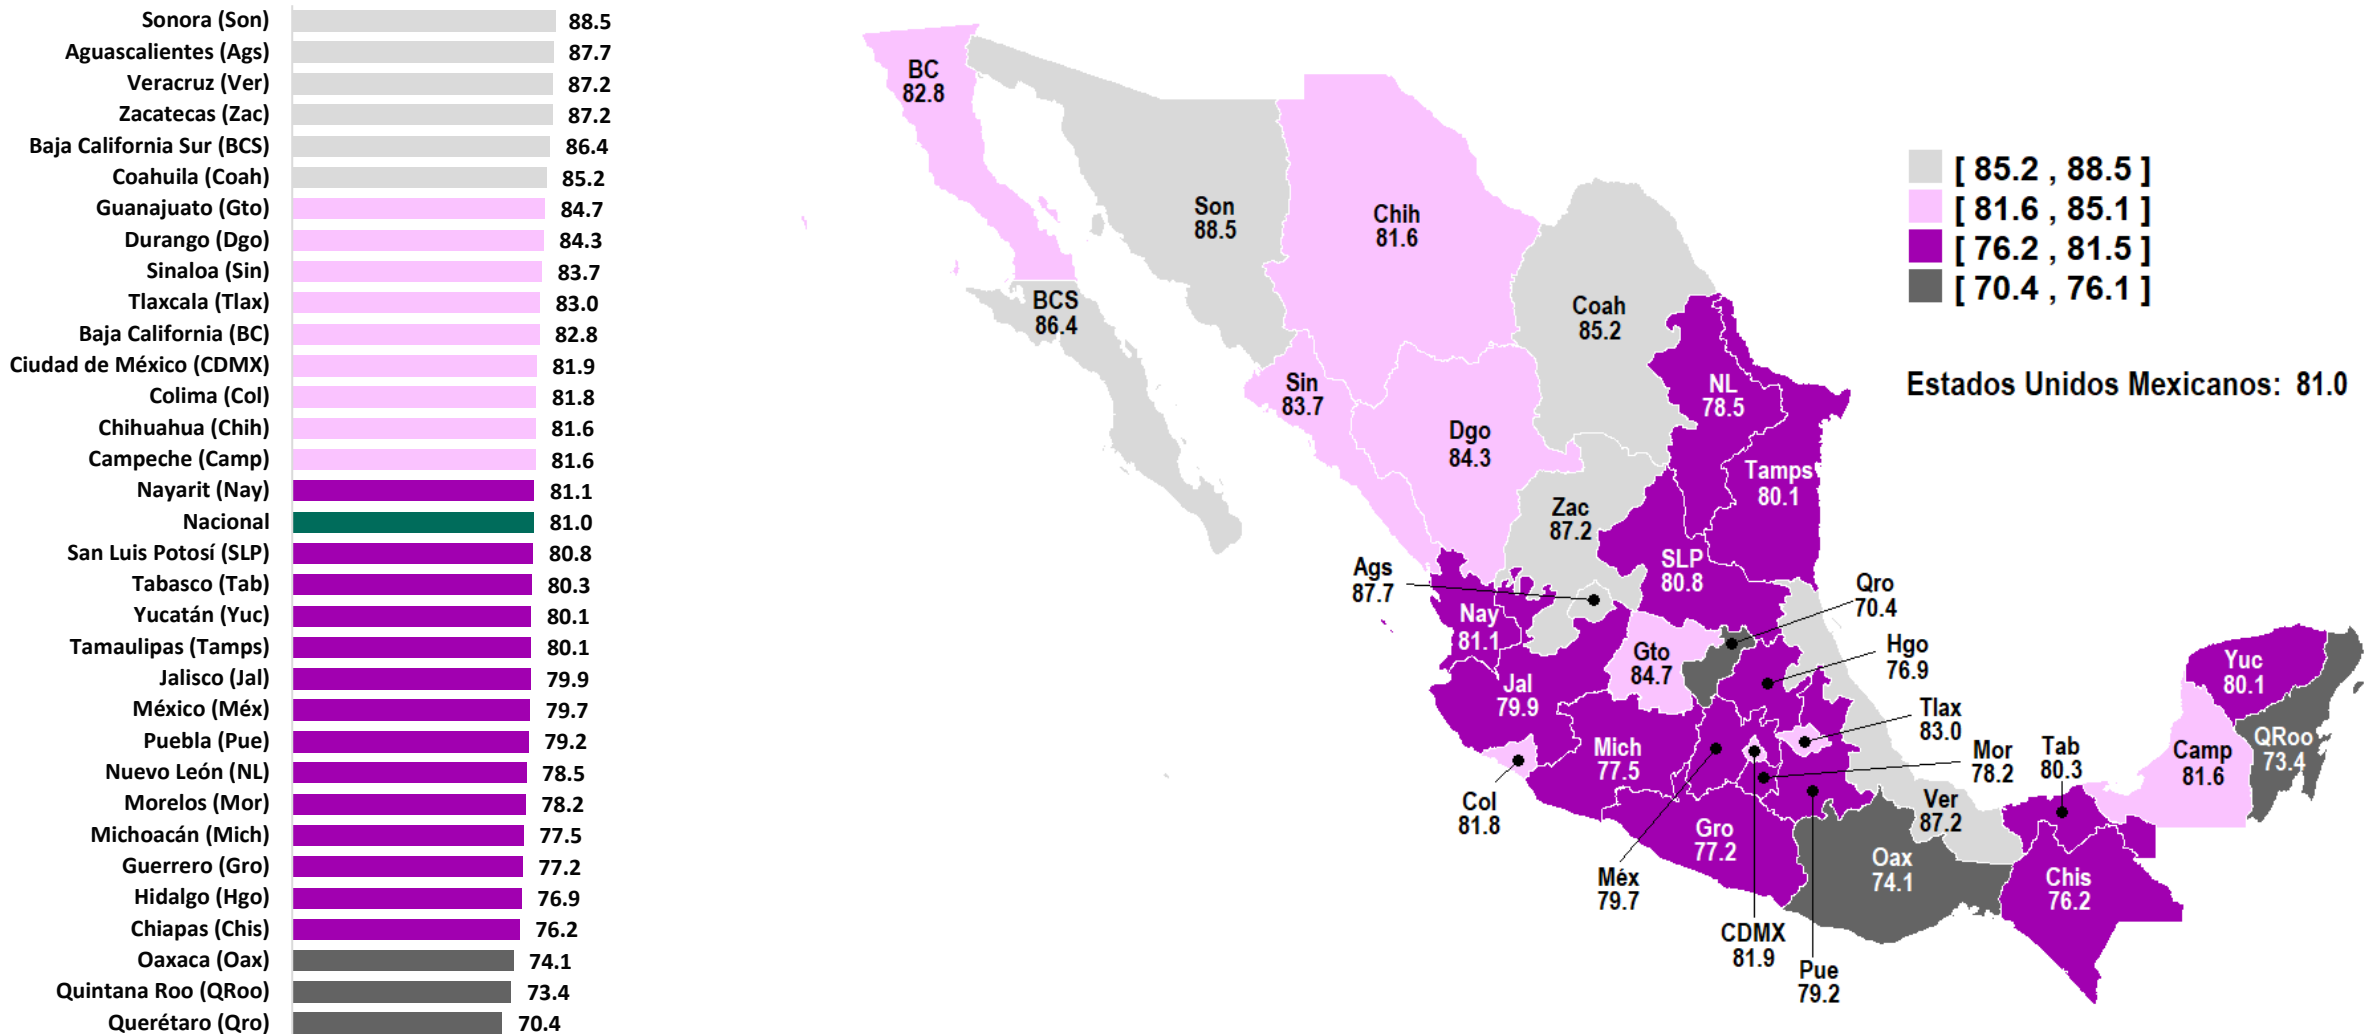 Sonora (Son) 88.5
Aguascalientes (Ags) 87.7
Veracruz (Ver) 87.2
Zacatecas (Zac) 87.2
Baja California Sur (BCS) 86.4
Coahuila (Coah) 85.2
Guanajuato (Gto) 84.7
Durango (Dgo) 84.3
Sinaloa (Sin) 83.7
Tlaxcala (Tlax) 83.0
Baja California (BC) 82.8
Ciudad de México (CDMX) 81.9
Colima (Col) 81.8
Chihuahua (Chih) 81.6
Campeche (Camp) 81.6
Nayarit (Nay) 81.1
Nacional 81.0
San Luis Potosí (SLP) 80.8
Tabasco (Tab) 80.3
Yucatán (Yuc) 80.1
Tamaulipas (Tamps) 80.1
Jalisco (Jal) 79.9
México (Méx) 79.7
Puebla (Pue) 79.2
Nuevo León (NL) 78.5
Morelos (Mor) 78.2
Michoacán (Mich) 77.5
Guerrero (Gro) 77.2
Hidalgo (Hgo) 76.9
Chiapas (Chis) 76.2
Oaxaca (Oax) 74.1
Quintana Roo (QRoo) 73.4
Querétaro (Qro) 70.4
BC
82.8
Son
88.5
Chih
81.6
BCS
86.4
Coah
85.2
Sin
83.7
NL
78.5
Dgo
84.3
Tamps
80.1
Zac
87.2
SLP
80.8
Ags
87.7
Qro
70.4
Nay
81.1
Gto
84.7
Hgo
76.9
Yuc
80.1
Jal
79.9
Tlax
83.0
Mich
77.5
Mor
78.2
Tab
80.3
Camp
81.6
QRoo
73.4
Col
81.8
Ver
87.2
Gro
77.2
Oax
74.1
Méx
79.7
Chis
76.2
CDMX
81.9
Pue
79.2
[ 85.2 , 88.5 ]
[ 81.6 , 85.1 ]
[ 76.2 , 81.5 ]
[ 70.4 , 76.1 ]
Estados Unidos Mexicanos: 81.0